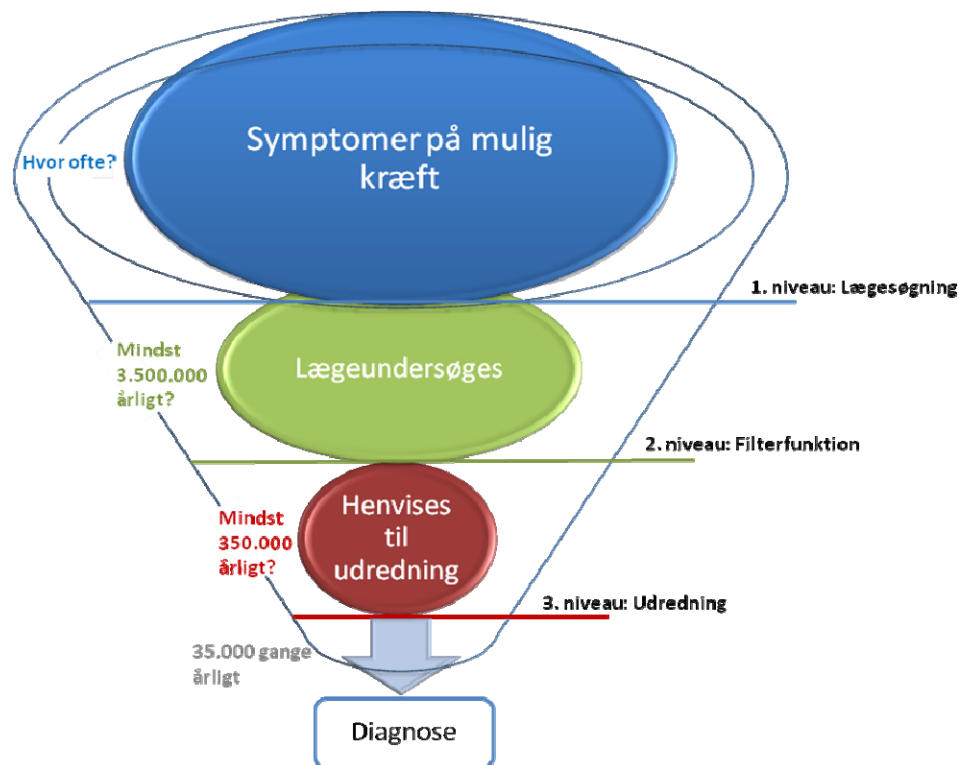 Symptomer på mulig
kræft
Hvor ofte?
1. niveau: Lægesøgning
Mindst
3.500.000
årligt?
Lægeundersøges
2. niveau: Filterfunktion
Mindst
350.000
årligt?
Henvises
til
udredning
3. niveau: Udredning
35.000 gange
årligt
Diagnose